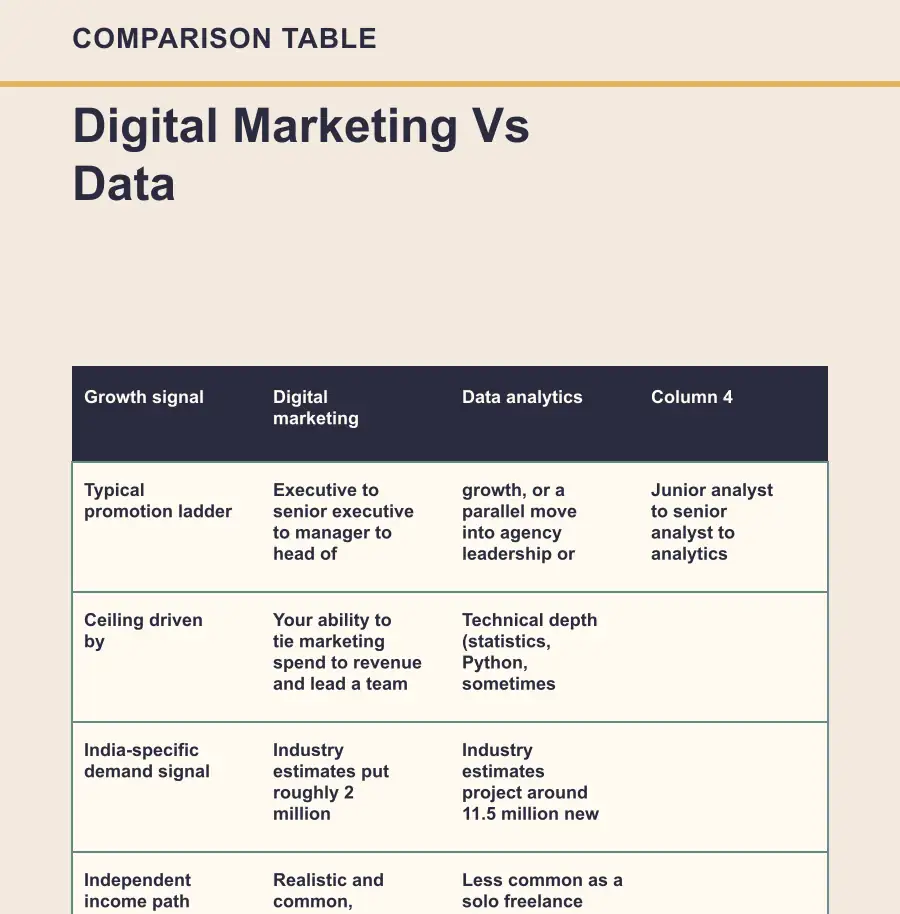 COMPARISON TABLE
Digital Marketing Vs
Data
Growth signal
Digital
marketing
Data analytics
Column 4
Typical
promotion ladder
Executive to
senior executive
to manager to
head of
growth, or a
parallel move
into agency
leadership or
Junior analyst
to senior
analyst to
analytics
Ceiling driven
by
Your ability to
tie marketing
spend to revenue
and lead a team
Technical depth
(statistics,
Python,
sometimes
India-specific
demand signal
Industry
estimates put
roughly 2
million
Industry
estimates
project around
11.5 million new
Independent
income path
Realistic and
common,
Less common as a
solo freelance